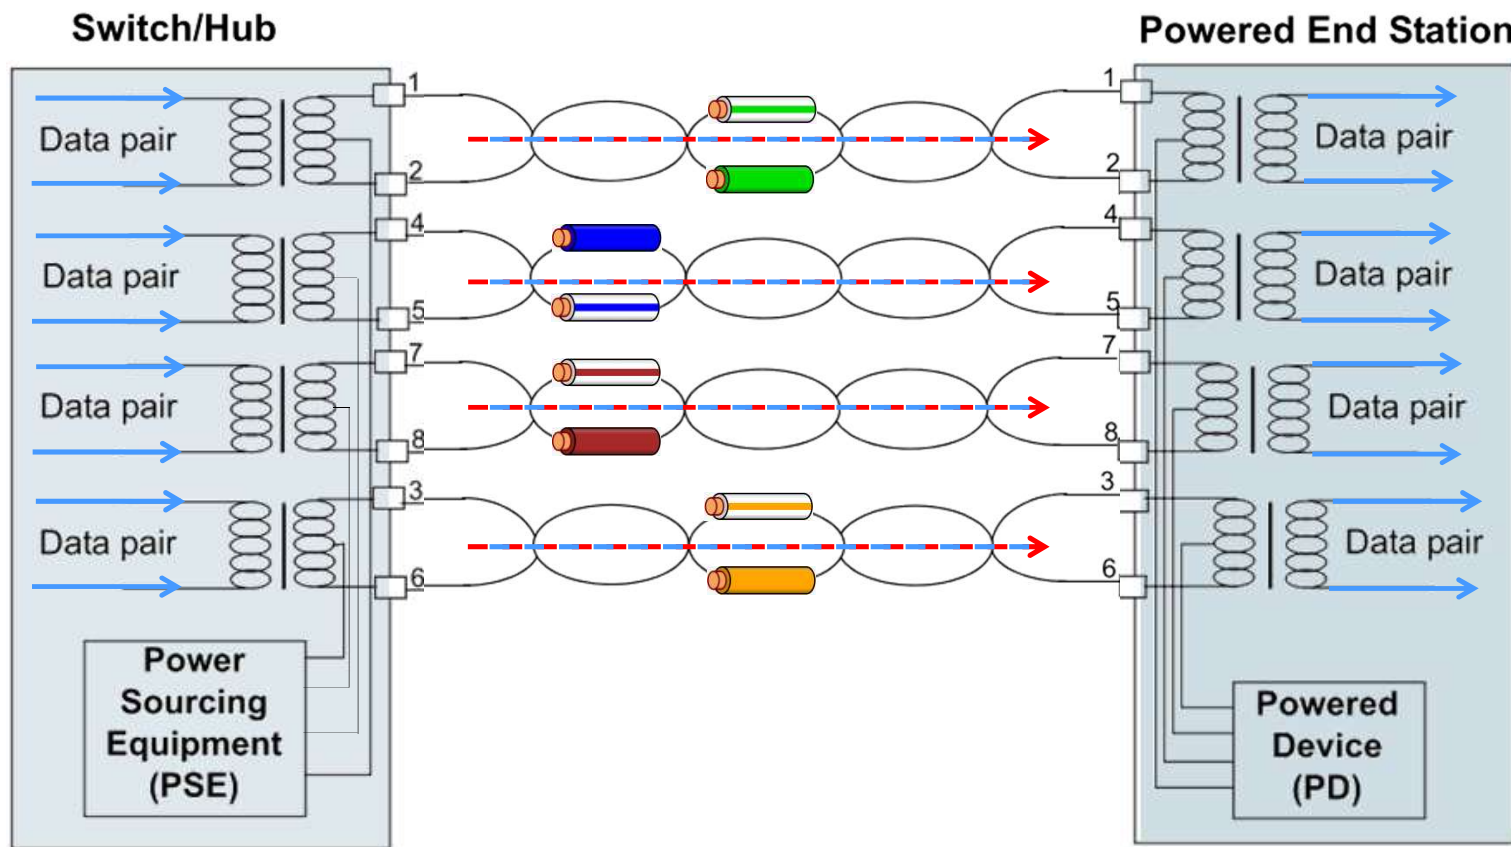 Switch/Hub
Powered End Station
1
1
Data pair
Data pair
2
2
4
4
Data pair
Data pair
5
5
7
7
Data pair
Data pair
8
8
3
3
Data pair
Data pair
6
6
Power
Sourcing
Equipment
(PSE)
Powered
Device
(PD)